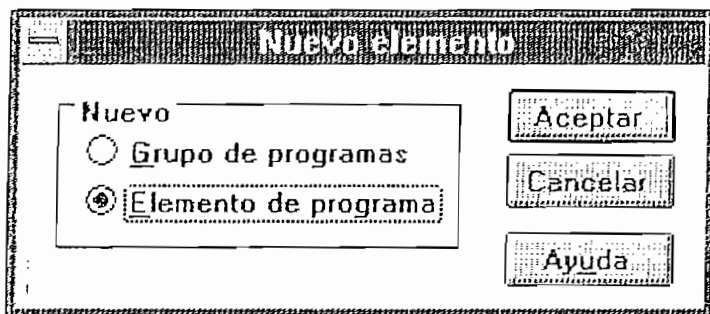 Nuevo elemento
Nuevo
Grupo de programas
Elemento de programa
Aceptar
Cancelar
Ayuda